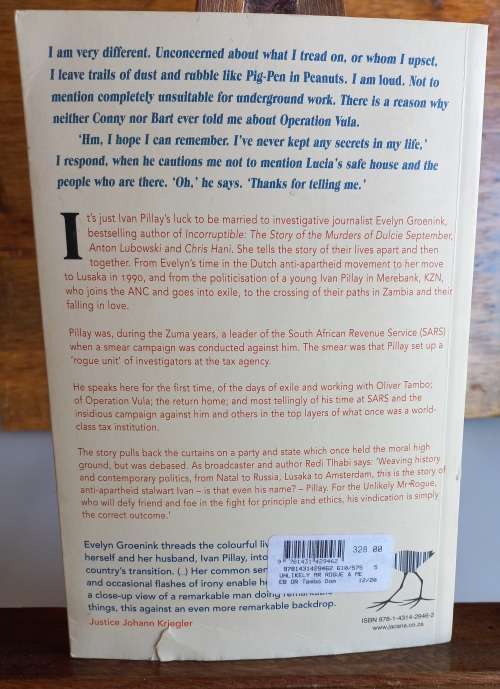 I am very different. Unconcerned about what I tread on, or whom I upset,
I leave trails of dust and rubble like Pig-Pen in Peanuts. I am loud. Not to
mention completely unsuitable for underground work. There is a reason why
neither Conny nor Bart ever told me about Operation Vula.
'Hm, I hope I can remember. I've never kept any secrets in my life,'
I respond, when he cautions me not to mention Lucia's safe house and the
people who are there. 'Oh,' he says. 'Thanks for telling me.'
It's just Ivan Pillay's luck to be married to investigative journalist Evelyn Groenink,
bestselling author of Incorruptible: The Story of the Murders of Dulcie September,
Anton Lubowski and Chris Hani. She tells the story of their lives apart and then
together. From Evelyn's time in the Dutch anti-apartheid movement to her move
to Lusaka in 1990, and from the politicisation of a young Ivan Pillay in Merebank, KZN,
who joins the ANC and goes into exile, to the crossing of their paths in Zambia and their
falling in love.
Pillay was, during the Zuma years, a leader of the South African Revenue Service (SARS)
when a smear campaign was conducted against him. The smear was that Pillay set up a
'rogue unit' of investigators at the tax agency.
He speaks here for the first time, of the days of exile and working with Oliver Tambo;
of Operation Vula; the return home; and most tellingly of his time at SARS and the
insidious campaign against him and others in the top layers of what once was a world-
class tax institution.
The story pulls back the curtains on a party and state which once held the moral high
ground, but was debased. As broadcaster and author Redi Tlhabi says: 'Weaving history
and contemporary politics, from Natal to Russia, Lusaka to Amsterdam, this is the story of
anti-apartheid stalwart Ivan – is that even his name? – Pillay. For the Unlikely Mr Rogue,
who will defy friend and foe in the fight for principle and ethics, his vindication is simply
the correct outcome.'
Evelyn Groenink threads the colourful
herself and her husband, Ivan Pillay, into
country's transition. (.) Her common
and occasional flashes of irony enable
a close-up view of a remarkable man doing remarkable
things, this against an even more remarkable backdrop.
Justice Johann Kriegler
328.00
9 781431 429462
9781431429462 G10/575 S
UNLIKELY MR ROGUE & ME
EB OR Tambo Dom 12/20
ISBN 978-1-4314-2946-2
www.jacana.co.za